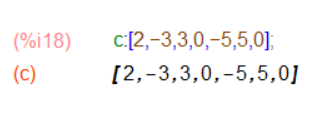 (%i18) c:[2,-3,3,0,-5,5,0];
(c) [2,-3,3,0,-5,5,0]